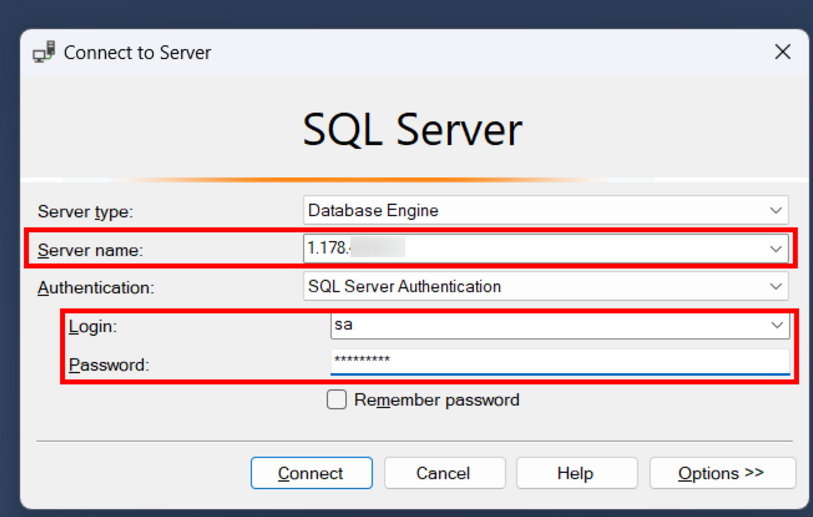 Connect to Server
SQL Server
Server type: Database Engine
Server name: 1.178.
Authentication: SQL Server Authentication
Login: sa
Password: *********
Remember password
Connect Cancel Help Options >>